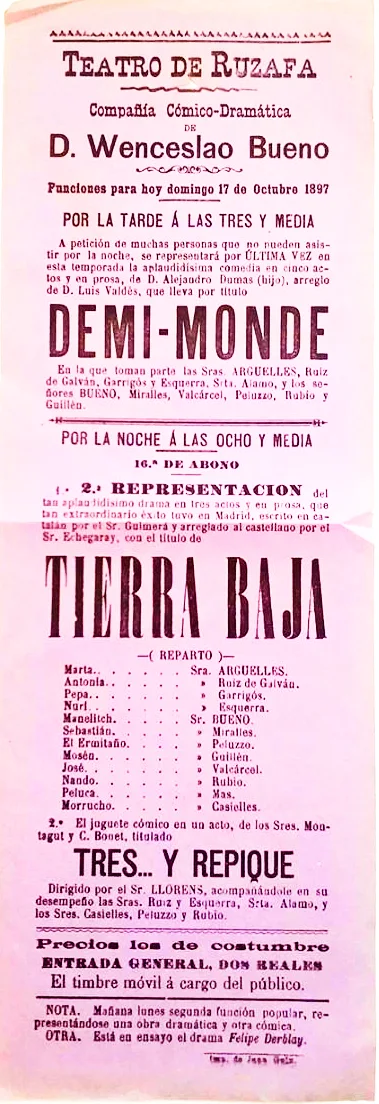 TEATRO DE RUZAFA
Compañía Cómico-Dramática
DE
D. Wenceslao Bueno
Funciones para hoy domingo 17 de Octubre 1897
POR LA TARDE Á LAS TRES Y MEDIA
A petición de muchas personas que no pueden asis-
tir por la noche, se representará por ÚLTIMA VEZ en
esta temporada la aplaudidísima comedia en cinco ac-
tos y en prosa, de D. Alejandro Dumas (hijo), arreglo
de D. Luis Valdés, que lleva por título
DEMI-MONDE
En la que toman parte las Sras. ARGUELLES, Ruiz
de Galván, Garrigós y Esquerra, Srta. Alamo, y los se-
ñores BUENO, Miralles, Valcárcel, Peluzzo, Rubio y
Guillén.
POR LA NOCHE Á LAS OCHO Y MEDIA
16.ª DE ABONO
2.ª REPRESENTACION del
tan aplaudidísimo drama en tres actos y en prosa, que
tan extraordinario éxito tuvo en Madrid, escrito en ca-
talán por el Sr. Guimerá y arreglado al castellano por el
Sr. Echegaray, con el título de
TIERRA BAJA
—( REPARTO )—
Marta. . . . . . . Sra. ARGUELLES.
Antonia. . . . . . » Ruiz de Galván.
Pepa. . . . . . . » Garrigós.
Nuri. . . . . . . » Esquerra.
Manelitch. . . . . Sr. BUENO.
Sebastián. . . . . » Miralles.
El Ermitaño. . . . » Peluzzo.
Mosén. . . . . . » Guillén.
José. . . . . . . » Valcárcel.
Nando. . . . . . » Rubio.
Peluca. . . . . . » Mas.
Morrucho. . . . . » Casielles.
2.º El juguete cómico en un acto, de los Sres. Mon-
tagut y C. Bonet, titulado
TRES... Y REPIQUE
Dirigido por el Sr. LLORENS, acompañándole en su
desempeño las Sras. Ruiz y Esquerra, Srta. Alamo, y
los Sres. Casielles, Peluzzo y Rubio.
Precios los de costumbre
ENTRADA GENERAL, DOS REALES
El timbre móvil á cargo del público.
NOTA. Mañana lunes segunda función popular, re-
presentándose una obra dramática y otra cómica.
OTRA. Está en ensayo el drama Felipe Derblay.
Imp. de Juan